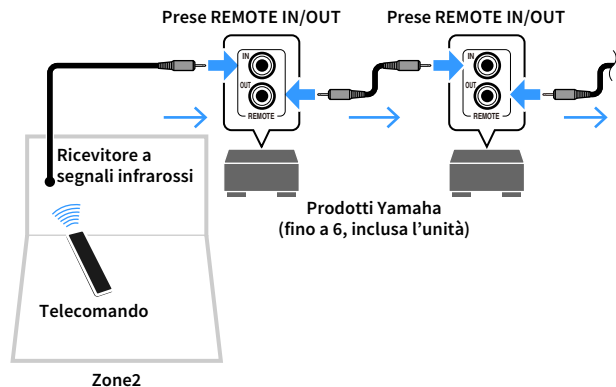 Prese REMOTE IN/OUT
Prese REMOTE IN/OUT
IN
OUT
REMOTE
IN
OUT
REMOTE
Ricevitore a
segnali infrarossi
Prodotti Yamaha
(fino a 6, inclusa l’unità)
Telecomando
Zone2